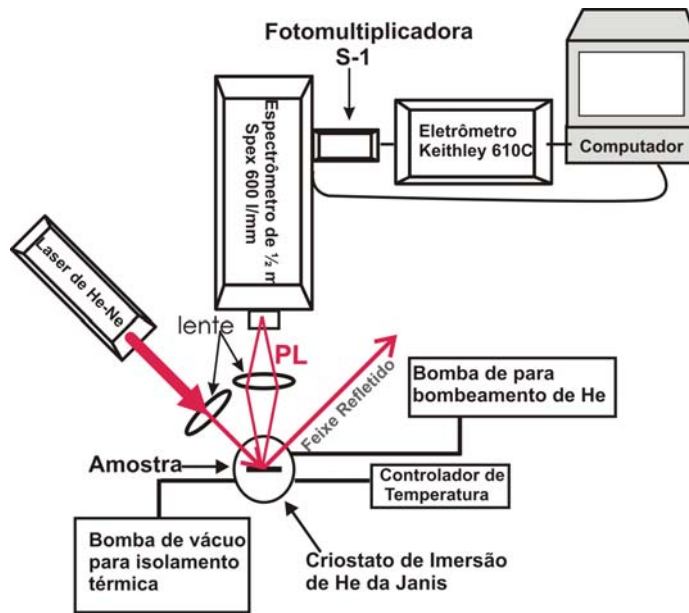 Fotomultiplicadora
S-1
Espectrômetro de ½ m
Spex 600 l/mm
Eletrômetro
Keithley 610C
Computador
Laser de He-Ne
lente
PL
Feixe Refletido
Bomba de para
bombeamento de He
Amostra
Controlador de
Temperatura
Bomba de vácuo
para isolamento
térmica
Criostato de Imersão
de He da Janis